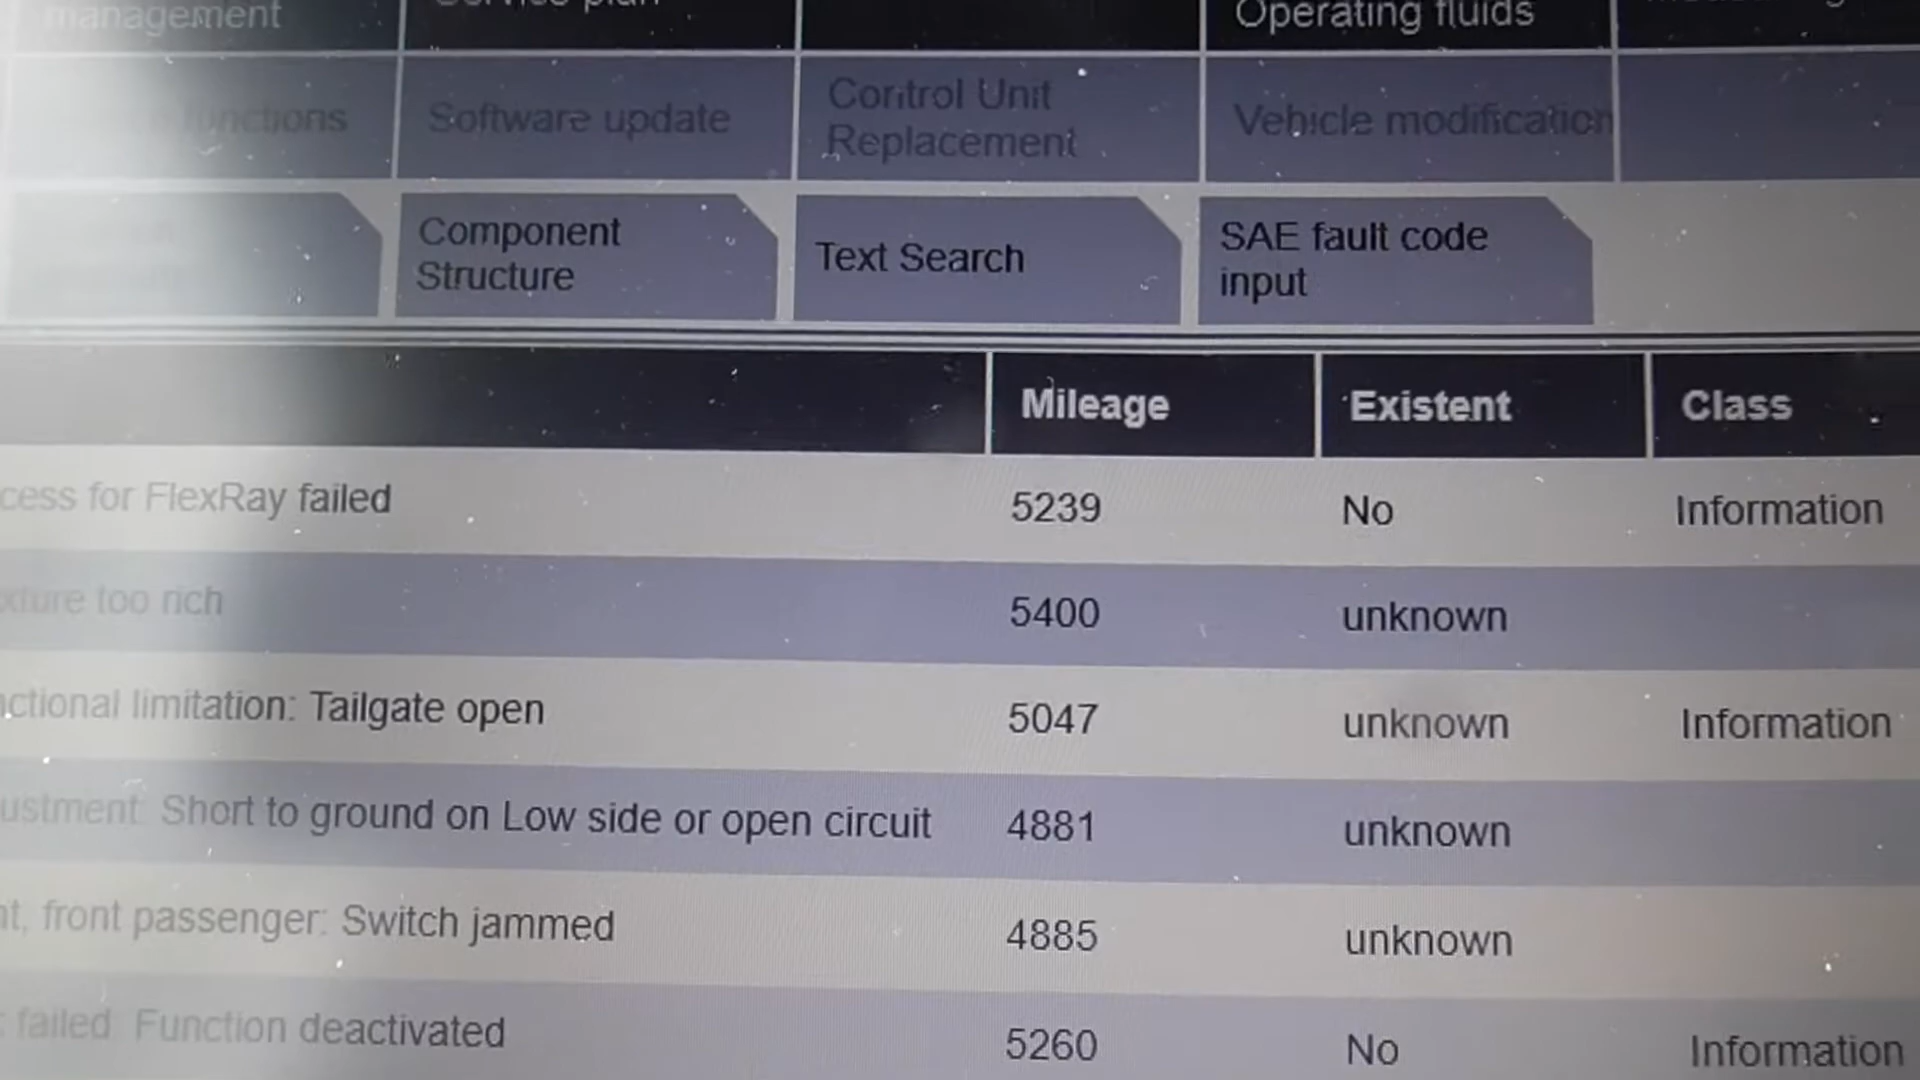 management
Service plan
Operating fluids
functions
Software update
Control Unit
Replacement
Vehicle modification
Component
Structure
Text Search
SAE fault code
input
Mileage Existent Class
cess for FlexRay failed 5239 No Information
xture too rich 5400 unknown
ctional limitation: Tailgate open 5047 unknown Information
ustment: Short to ground on Low side or open circuit 4881 unknown
nt, front passenger: Switch jammed 4885 unknown
failed: Function deactivated 5260 No Information